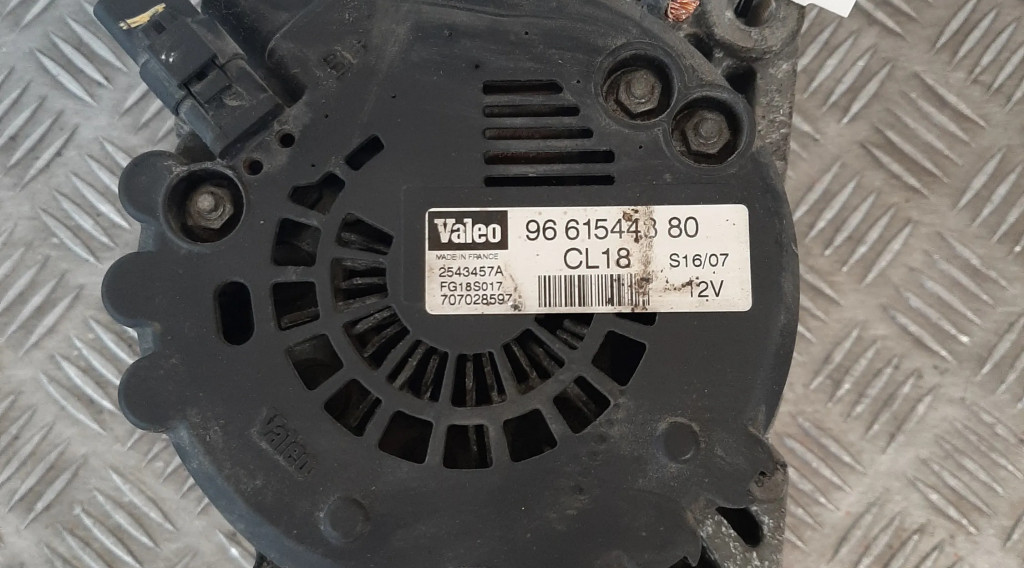 Valeo
96 615443 80
CL18
S16/07
MADE IN FRANCE
2543457A
FG18S017
707028597
12V
Valeo